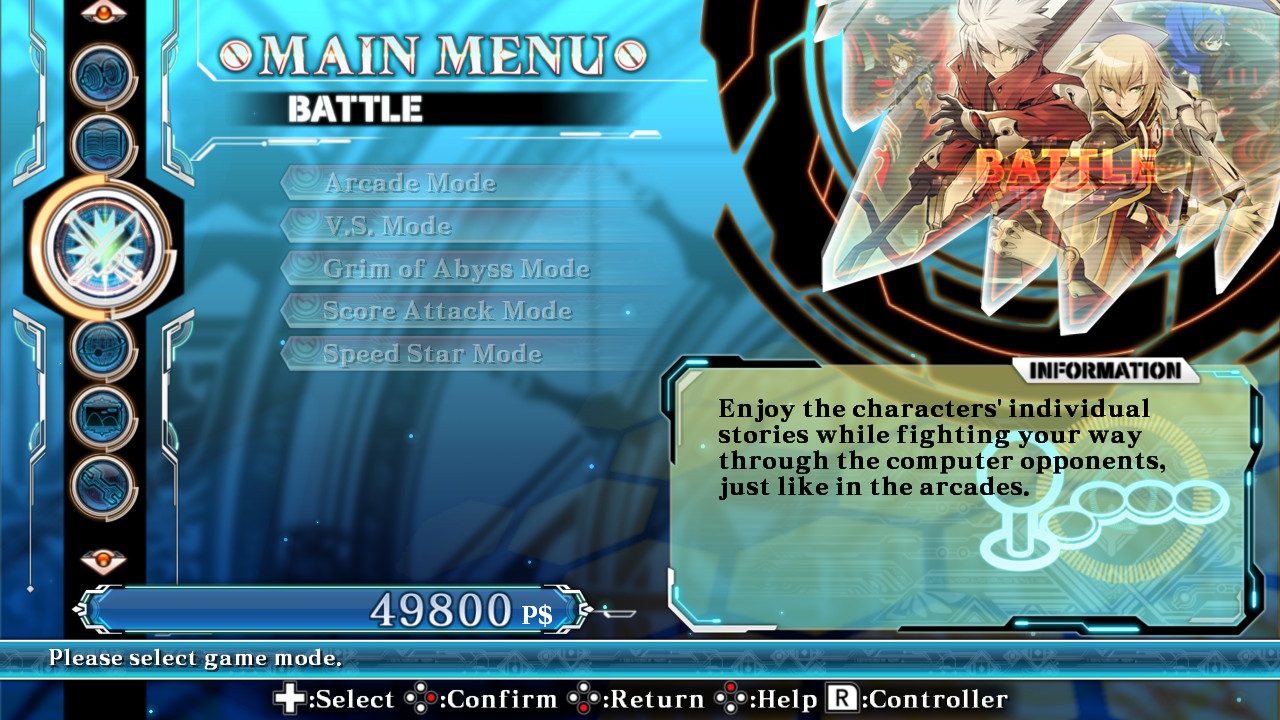 MAIN MENU
BATTLE
Arcade Mode
V.S. Mode
Grim of Abyss Mode
Score Attack Mode
Speed Star Mode
BATTLE
INFORMATION
Enjoy the characters' individual
stories while fighting your way
through the computer opponents,
just like in the arcades.
49800 P$
Please select game mode.
:Select :Confirm :Return :Help R:Controller